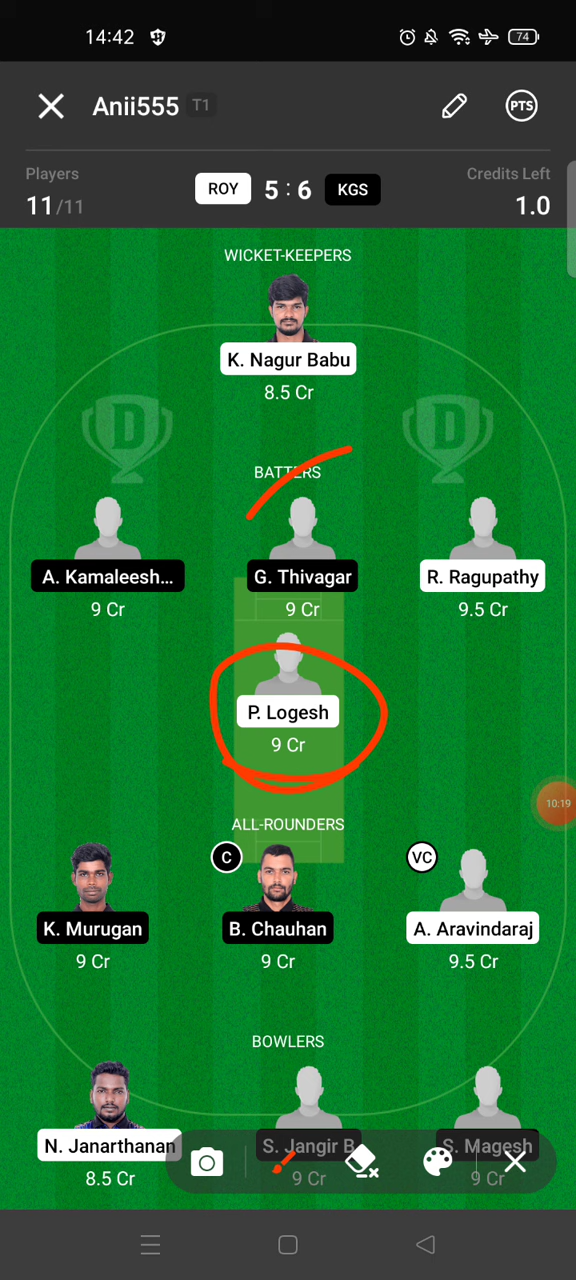 14:42
74
Anii555 T1
PTS
Players
11/11
ROY 5 : 6 KGS
Credits Left
1.0
WICKET-KEEPERS
D D
K. Nagur Babu
8.5 Cr
BATTERS
A. Kamaleesh... G. Thivagar R. Ragupathy
9 Cr 9 Cr 9.5 Cr
P. Logesh
9 Cr
10:19
ALL-ROUNDERS
C VC
K. Murugan B. Chauhan A. Aravindaraj
9 Cr 9 Cr 9.5 Cr
BOWLERS
N. Janarthanan S. Jangir B S. Magesh
8.5 Cr 9 Cr 9 Cr